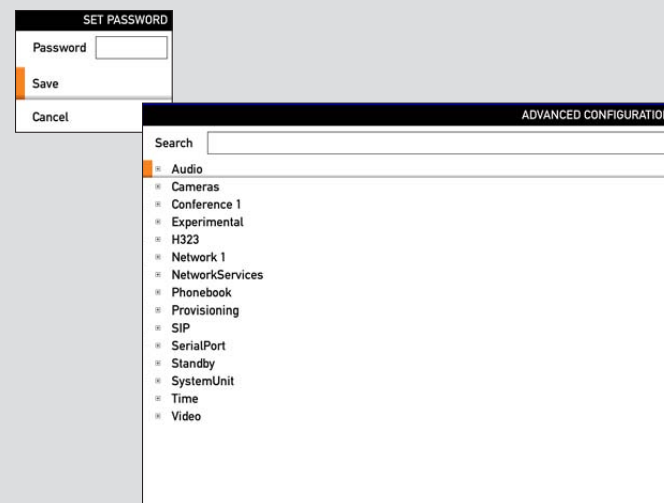 SET PASSWORD
Password
Save
Cancel
ADVANCED CONFIGURATION
Search
Audio
Cameras
Conference 1
Experimental
H323
Network 1
NetworkServices
Phonebook
Provisioning
SIP
SerialPort
Standby
SystemUnit
Time
Video